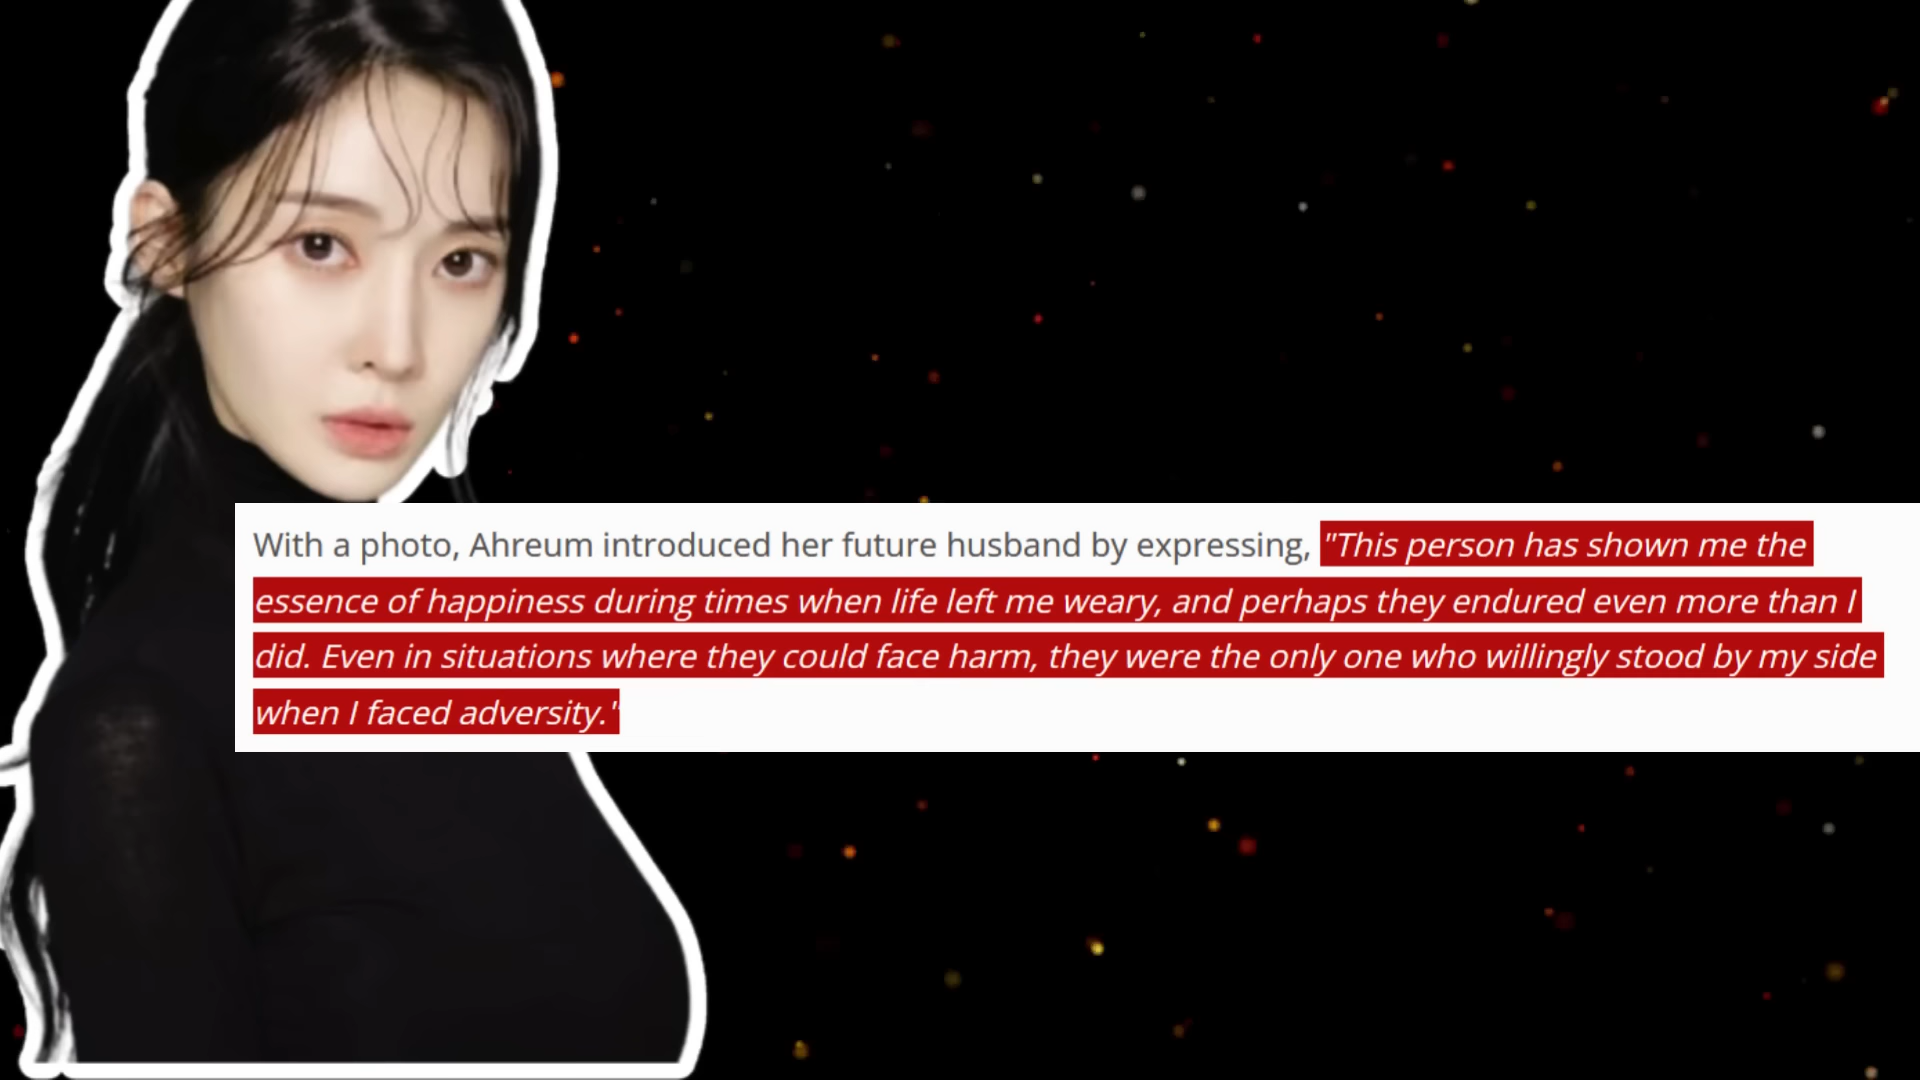 With a photo, Ahreum introduced her future husband by expressing, "This person has shown me the
essence of happiness during times when life left me weary, and perhaps they endured even more than I
did. Even in situations where they could face harm, they were the only one who willingly stood by my side
when I faced adversity."